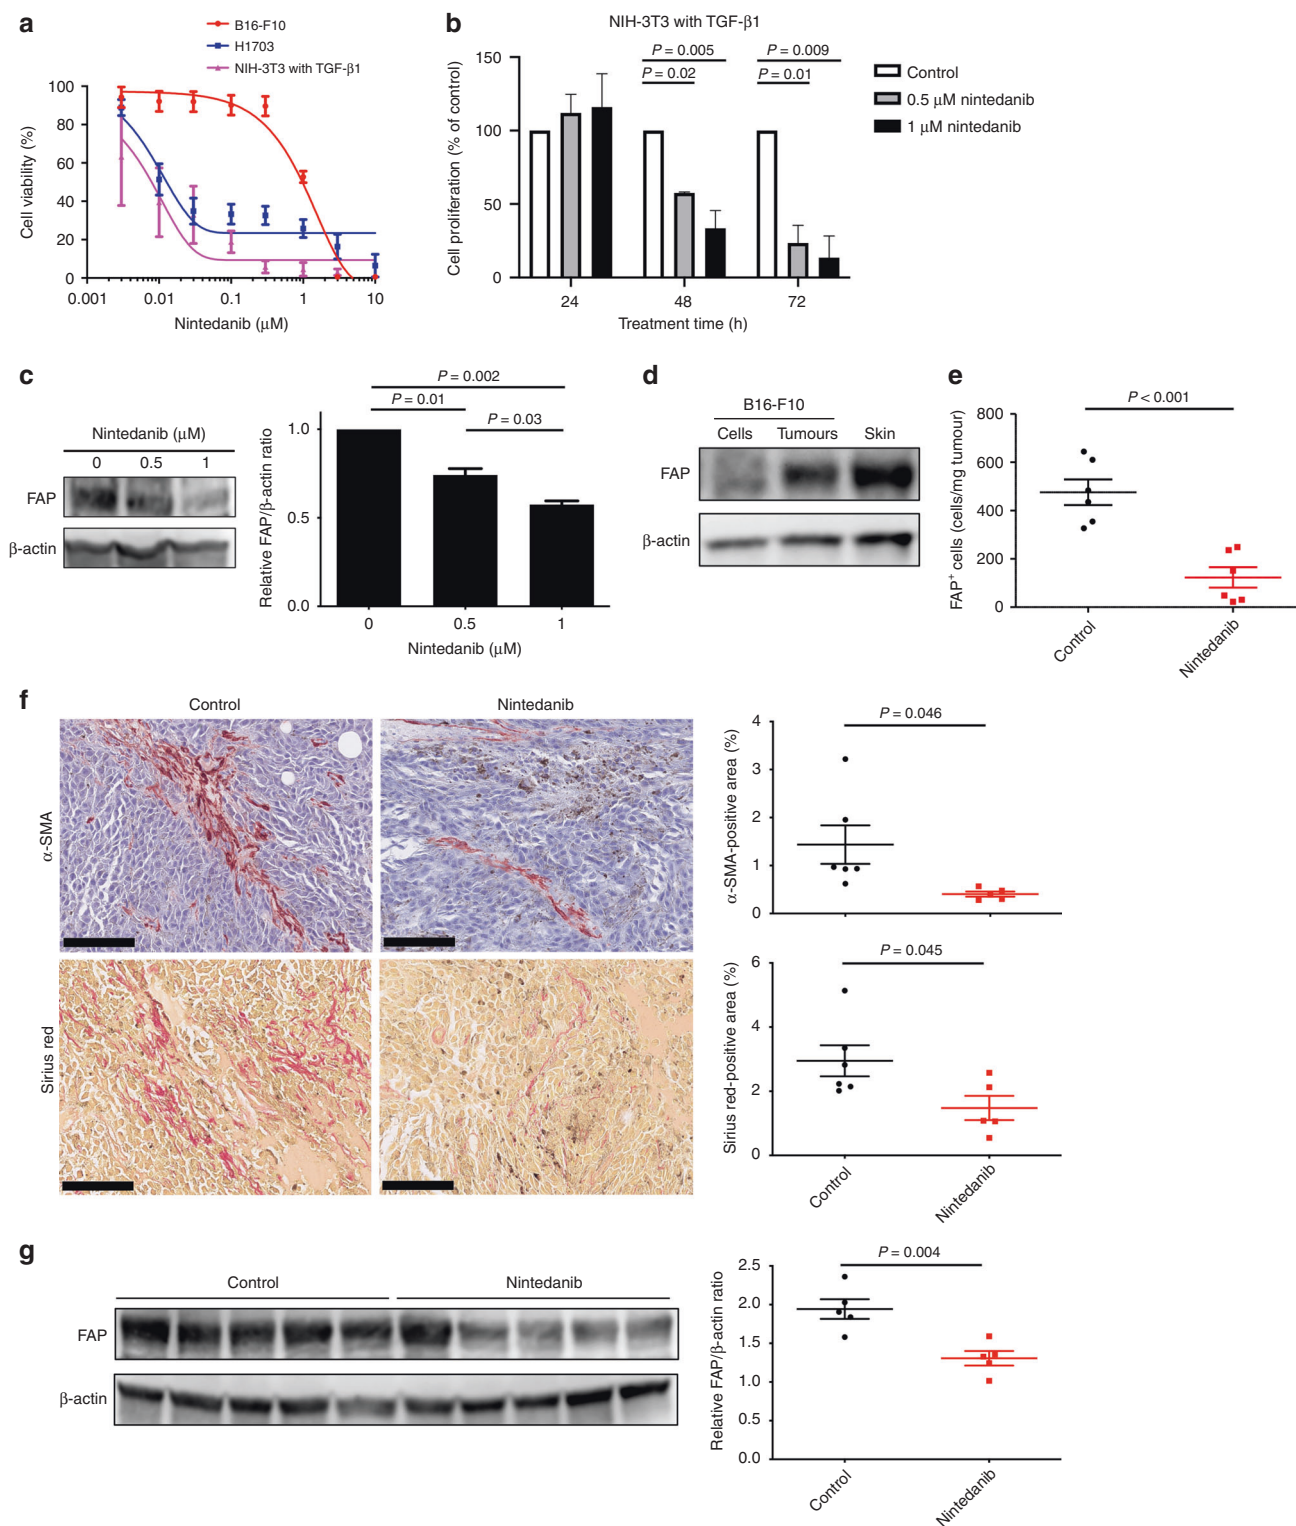 a
B16-F10
H1703
NIH-3T3 with TGF-β1
100
80
60
40
20
0
Cell viability (%)
0.001
0.01
0.1
1
10
Nintedanib (μM)
b
NIH-3T3 with TGF-β1
P = 0.005
P = 0.02
P = 0.009
P = 0.01
Control
0.5 μM nintedanib
1 μM nintedanib
150
100
50
0
Cell proliferation (% of control)
24
48
72
Treatment time (h)
c
Nintedanib (μM)
0
0.5
1
FAP
β-actin
P = 0.002
P = 0.01
P = 0.03
1.0
0.5
0.0
Relative FAP/β-actin ratio
0
0.5
1
Nintedanib (μM)
d
B16-F10
Cells
Tumours
Skin
FAP
β-actin
e
P < 0.001
800
600
400
200
0
FAP⁺ cells (cells/mg tumour)
Control
Nintedanib
f
Control
Nintedanib
α-SMA
Sirius red
P = 0.046
4
3
2
1
0
α-SMA-positive area (%)
P = 0.045
6
4
2
0
Sirius red-positive area (%)
Control
Nintedanib
g
Control
Nintedanib
FAP
β-actin
P = 0.004
2.5
2.0
1.5
1.0
0.5
0.0
Relative FAP/β-actin ratio
Control
Nintedanib